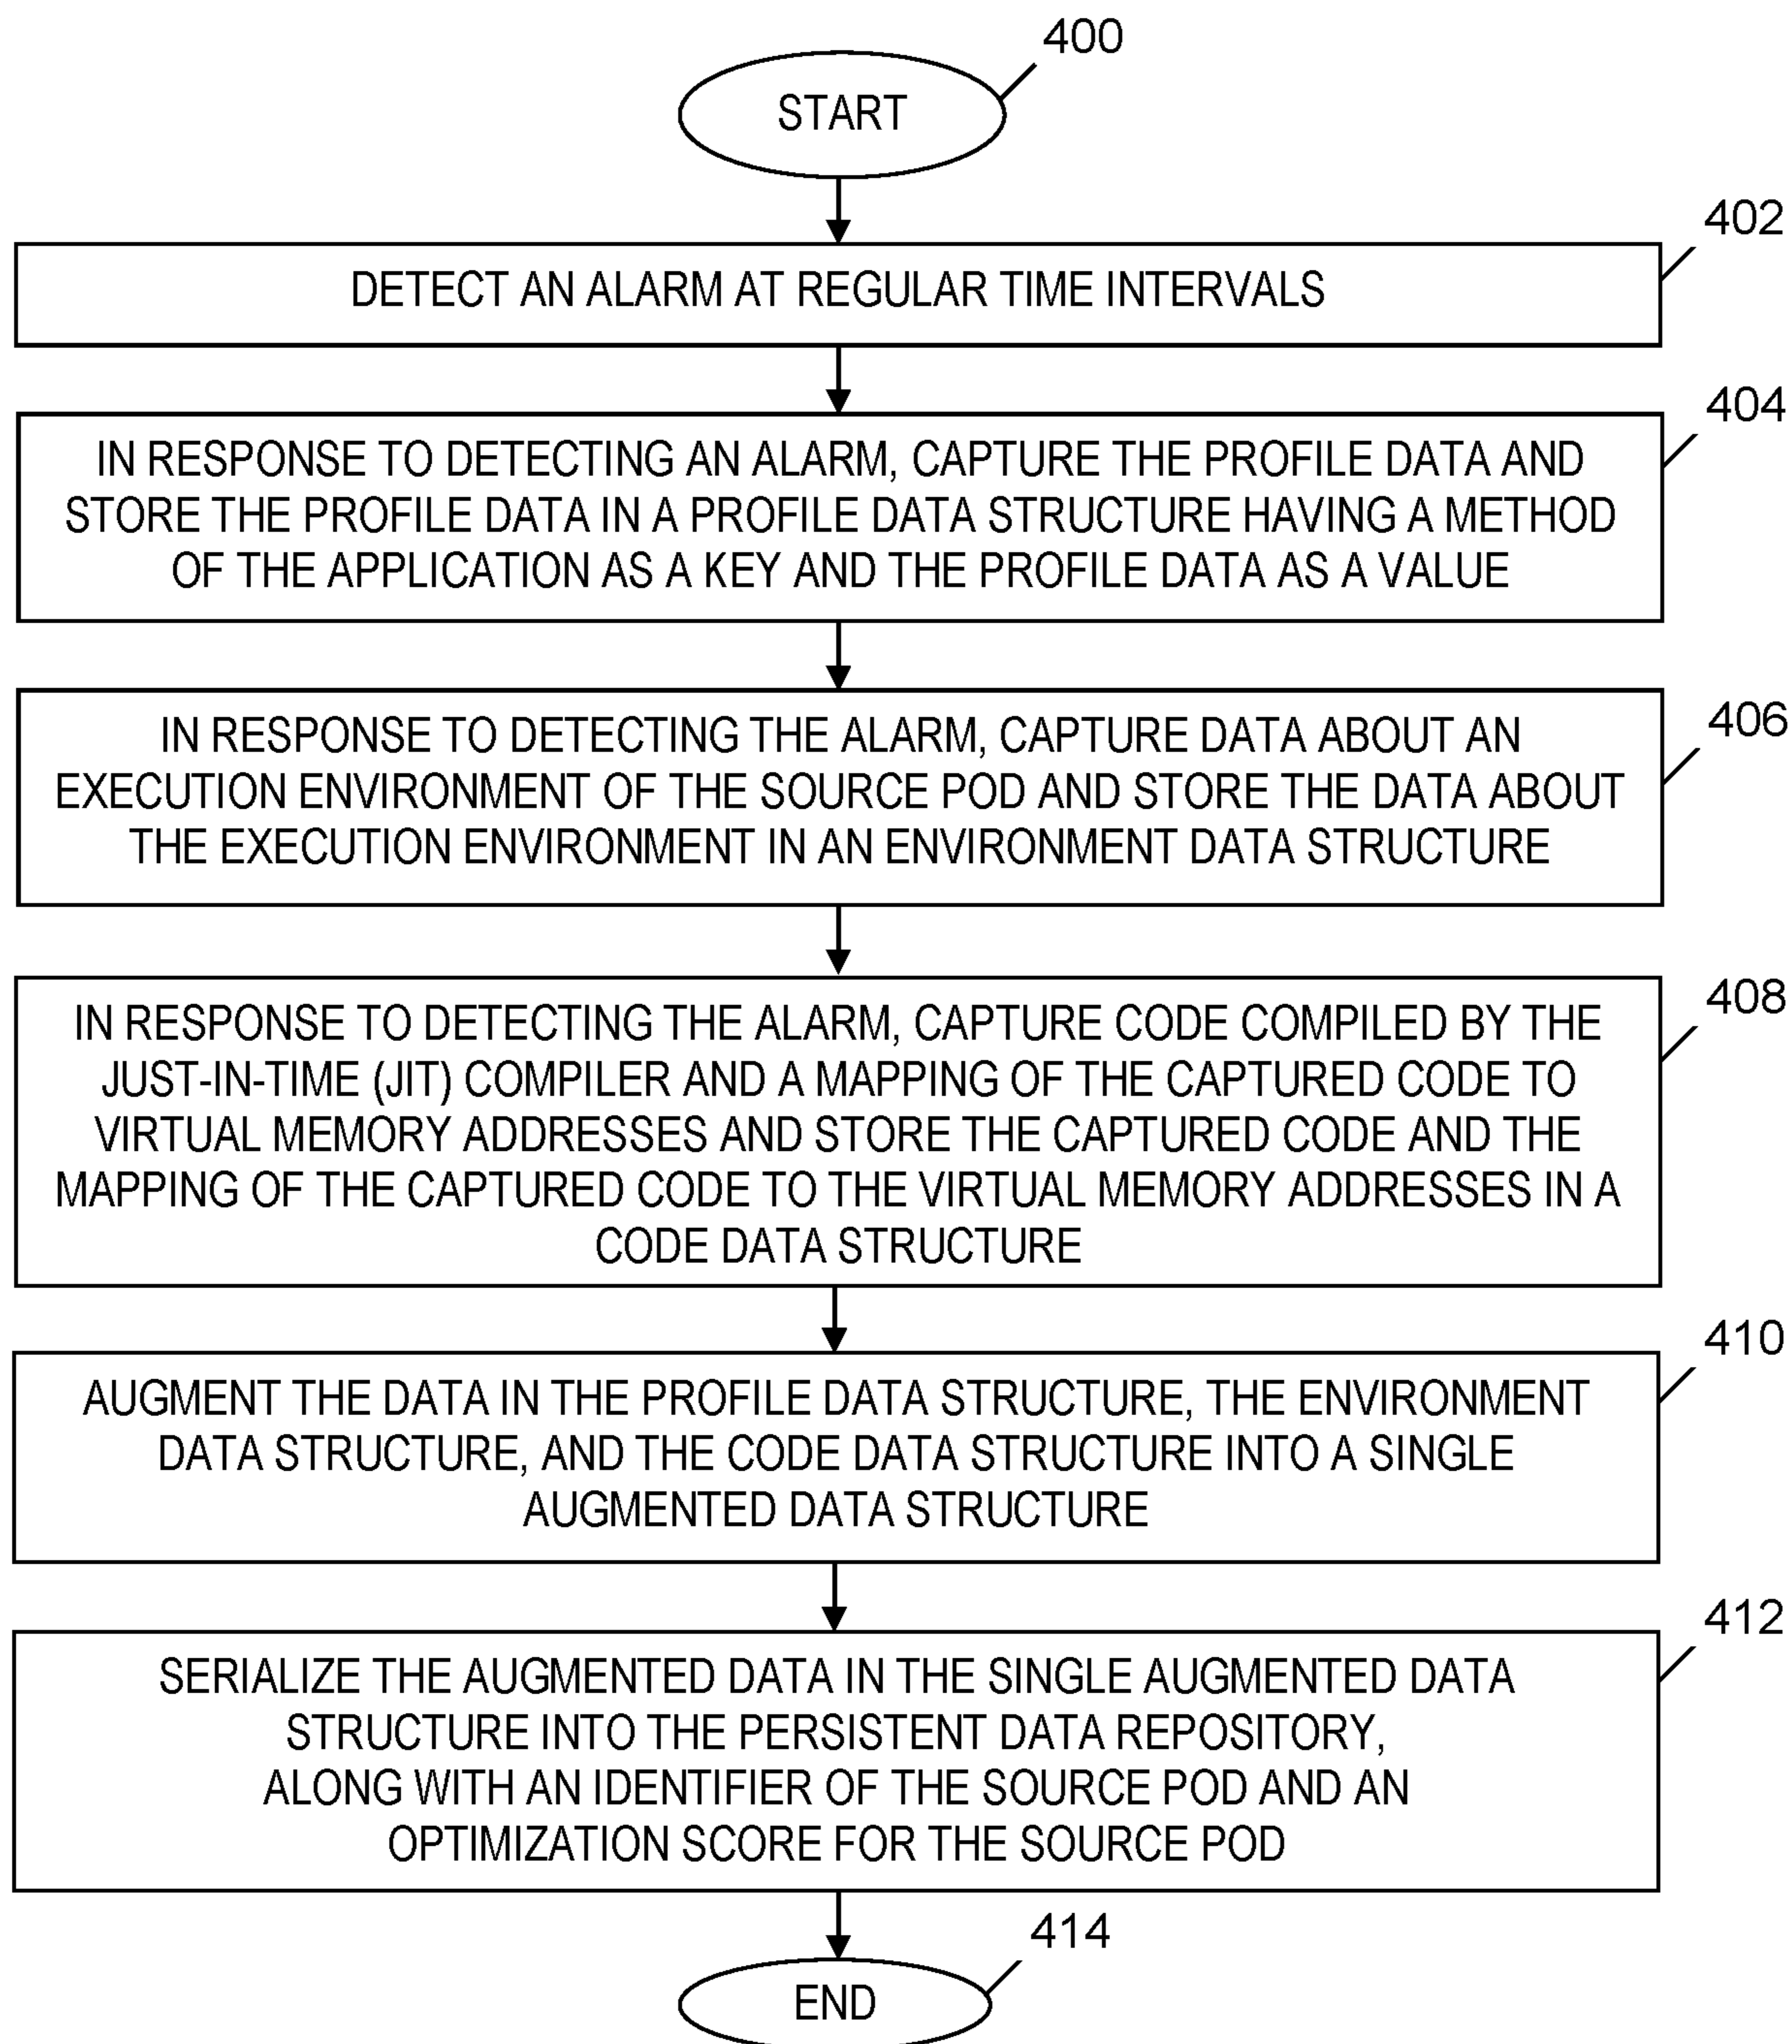 400
START
402
DETECT AN ALARM AT REGULAR TIME INTERVALS
404
IN RESPONSE TO DETECTING AN ALARM, CAPTURE THE PROFILE DATA AND
STORE THE PROFILE DATA IN A PROFILE DATA STRUCTURE HAVING A METHOD
OF THE APPLICATION AS A KEY AND THE PROFILE DATA AS A VALUE
406
IN RESPONSE TO DETECTING THE ALARM, CAPTURE DATA ABOUT AN
EXECUTION ENVIRONMENT OF THE SOURCE POD AND STORE THE DATA ABOUT
THE EXECUTION ENVIRONMENT IN AN ENVIRONMENT DATA STRUCTURE
408
IN RESPONSE TO DETECTING THE ALARM, CAPTURE CODE COMPILED BY THE
JUST-IN-TIME (JIT) COMPILER AND A MAPPING OF THE CAPTURED CODE TO
VIRTUAL MEMORY ADDRESSES AND STORE THE CAPTURED CODE AND THE
MAPPING OF THE CAPTURED CODE TO THE VIRTUAL MEMORY ADDRESSES IN A
CODE DATA STRUCTURE
410
AUGMENT THE DATA IN THE PROFILE DATA STRUCTURE, THE ENVIRONMENT
DATA STRUCTURE, AND THE CODE DATA STRUCTURE INTO A SINGLE
AUGMENTED DATA STRUCTURE
412
SERIALIZE THE AUGMENTED DATA IN THE SINGLE AUGMENTED DATA
STRUCTURE INTO THE PERSISTENT DATA REPOSITORY,
ALONG WITH AN IDENTIFIER OF THE SOURCE POD AND AN
OPTIMIZATION SCORE FOR THE SOURCE POD
414
END